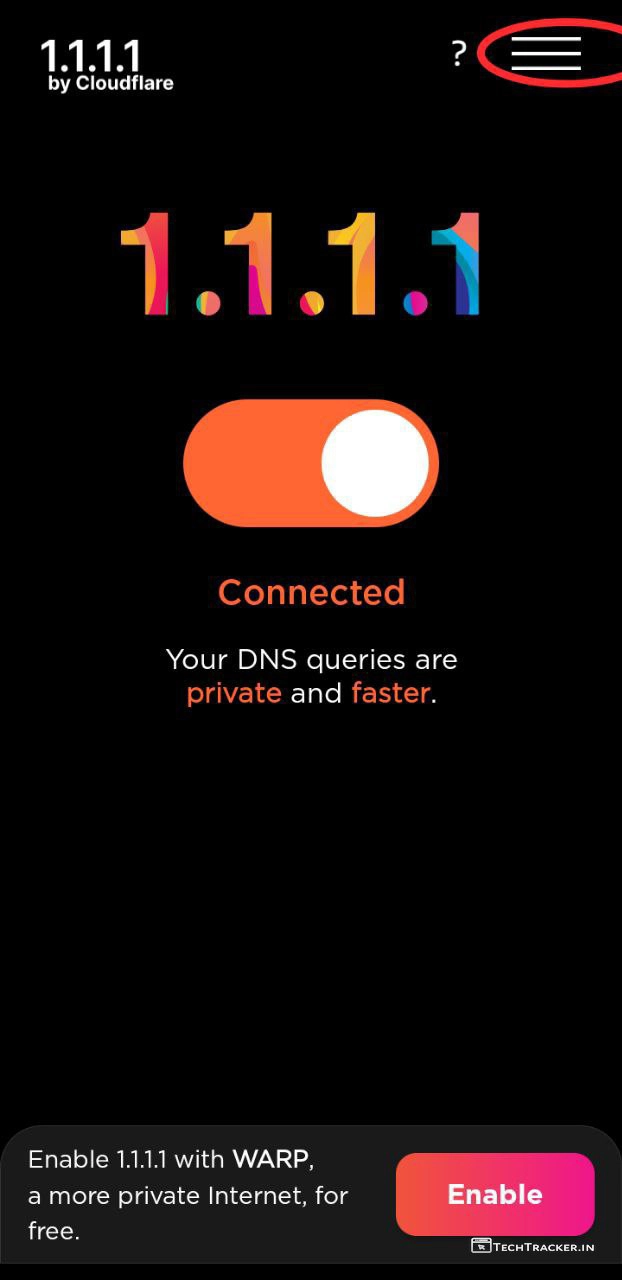 1.1.1.1
by Cloudflare
?
1.1.1.1
Connected
Your DNS queries are
private and faster.
Enable 1.1.1.1 with WARP,
a more private Internet, for
free.
Enable
TECHTRACKER.IN